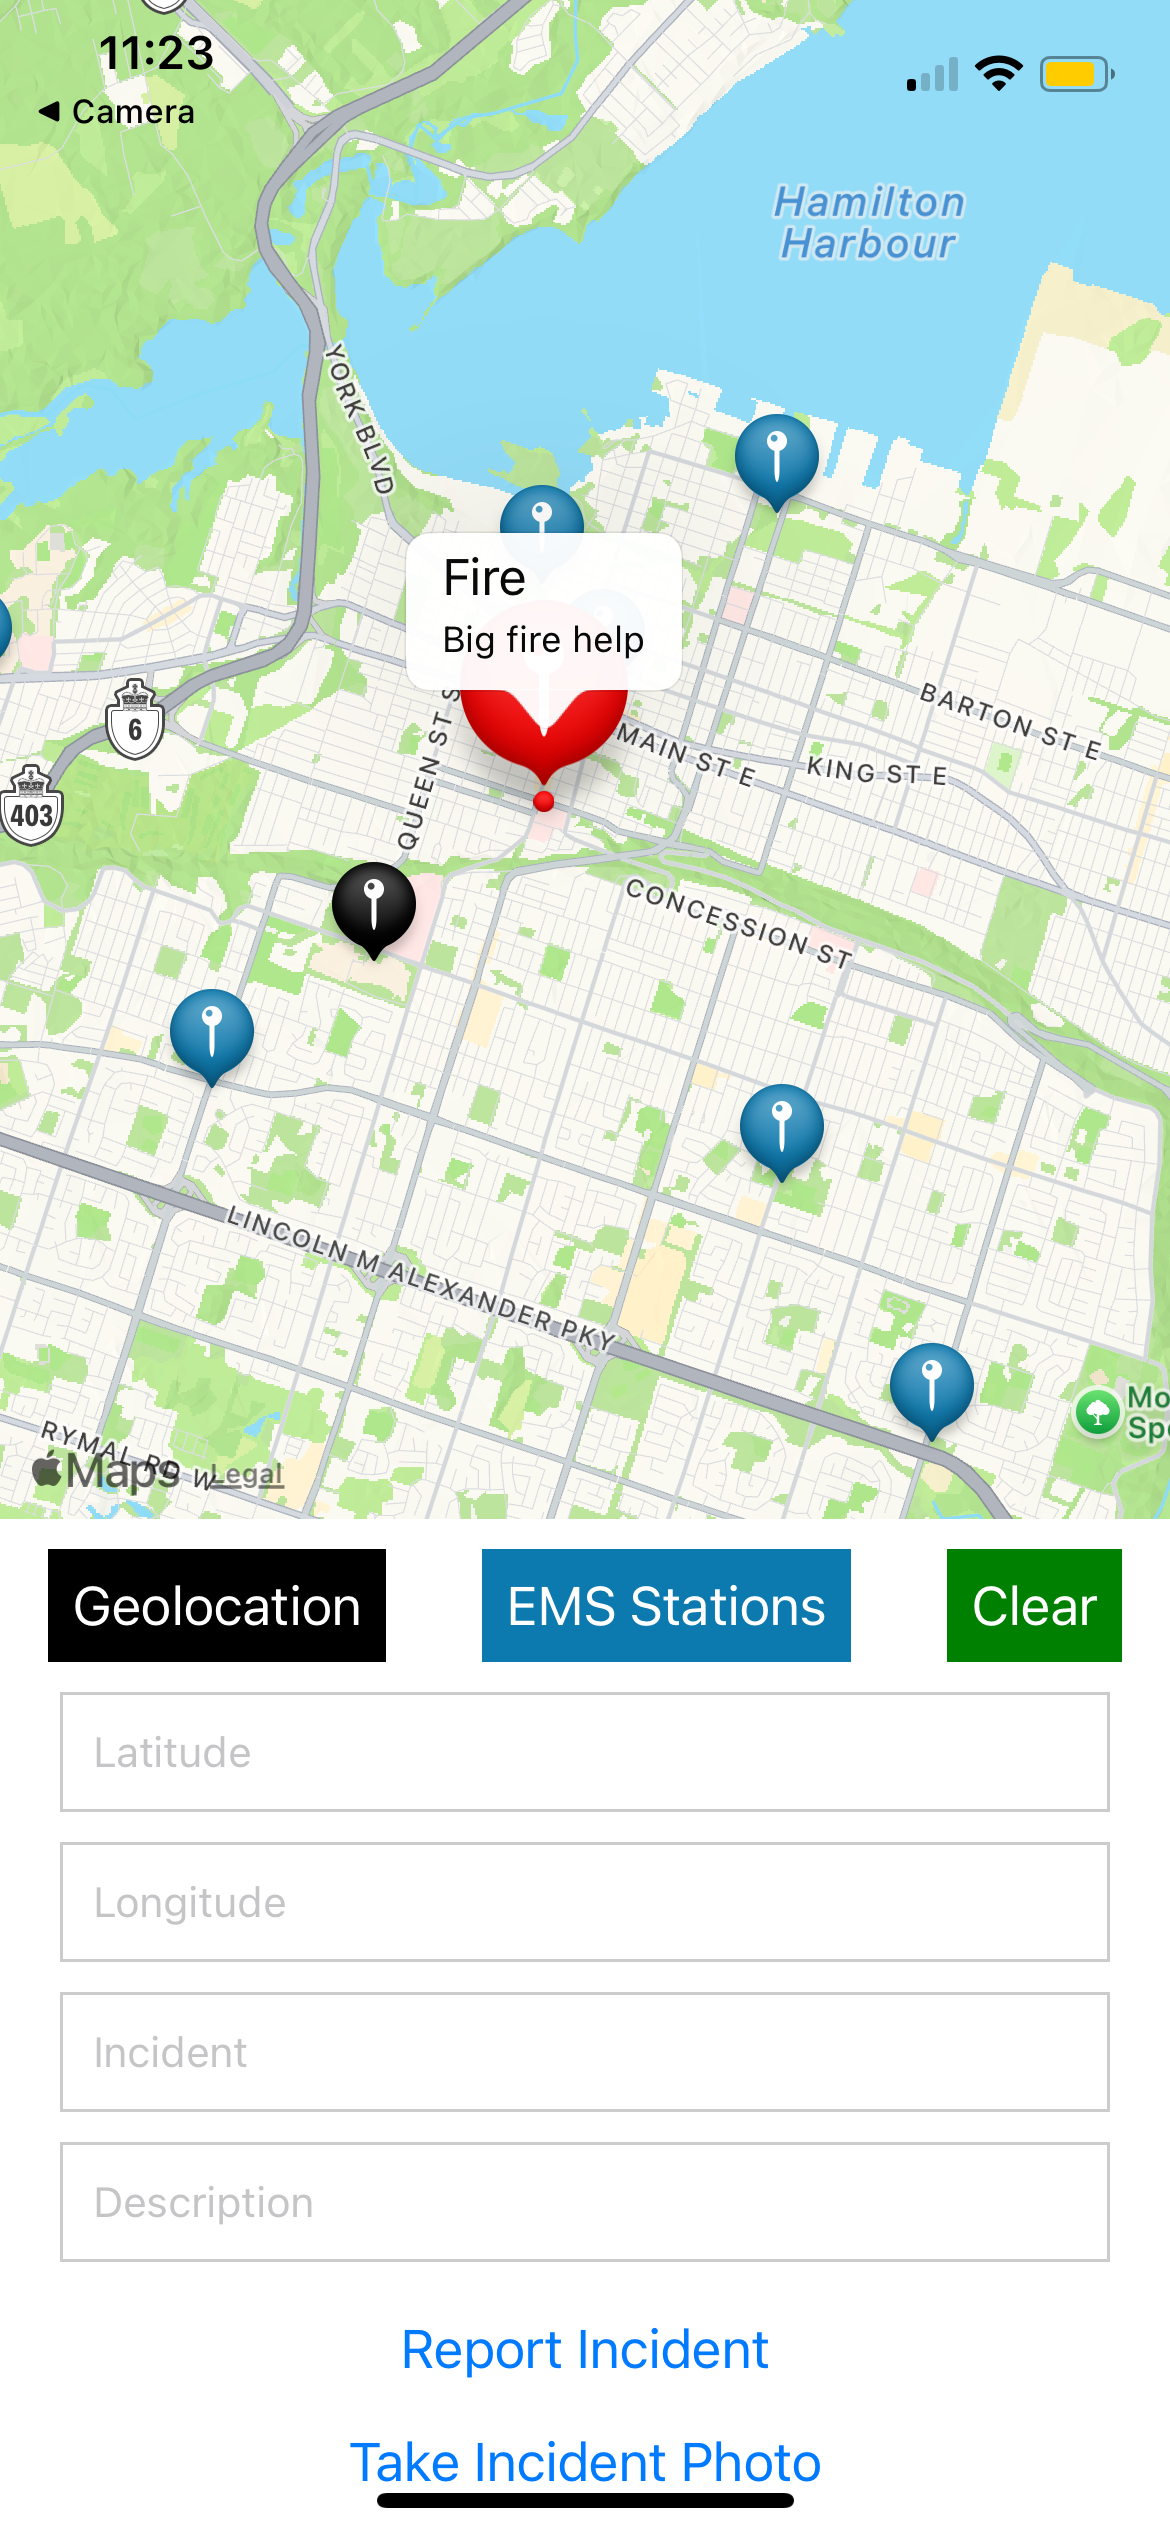 11:23
Camera
Hamilton
Harbour
YORK BLVD
Fire
Big fire help
QUEEN ST S
MAIN ST E
KING ST E
BARTON ST E
6
403
CONCESSION ST
LINCOLN M ALEXANDER PKY
Mo
Spe
RYMAL RD W
Maps
Legal
Geolocation
EMS Stations
Clear
Latitude
Longitude
Incident
Description
Report Incident
Take Incident Photo